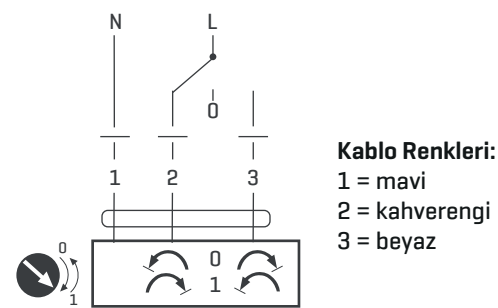 N L
0
1 2 3
0
1
0
1
Kablo Renkleri:
1 = mavi
2 = kahverengi
3 = beyaz